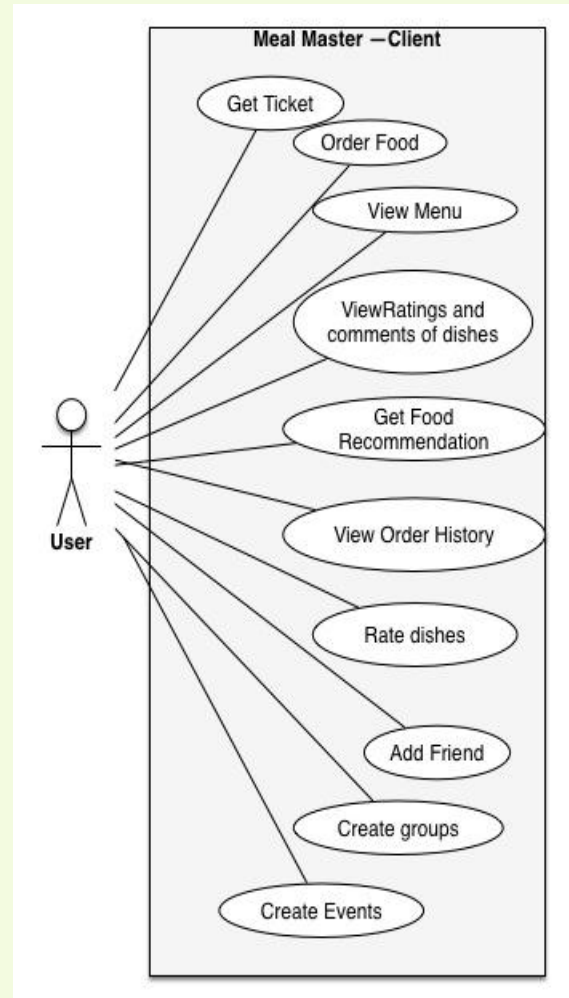 Meal Master —Client
Get Ticket
Order Food
View Menu
ViewRatings and
comments of dishes
Get Food
Recommendation
View Order History
User
Rate dishes
Add Friend
Create groups
Create Events